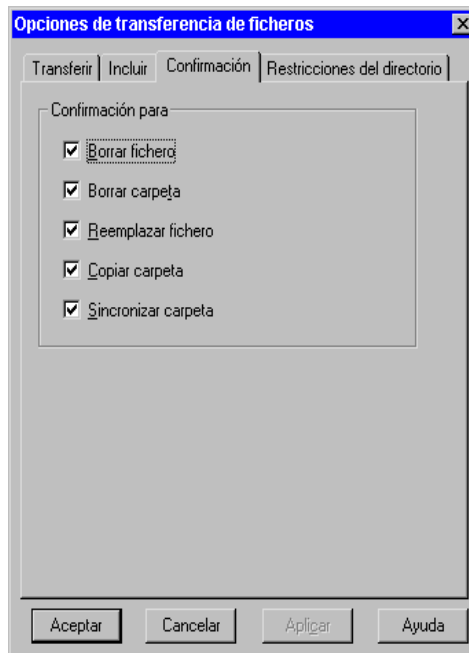 Opciones de transferencia de ficheros
Transferir Incluir Confirmación Restricciones del directorio
Confirmación para
Borrar fichero
Borrar carpeta
Reemplazar fichero
Copiar carpeta
Sincronizar carpeta
Aceptar Cancelar Aplicar Ayuda